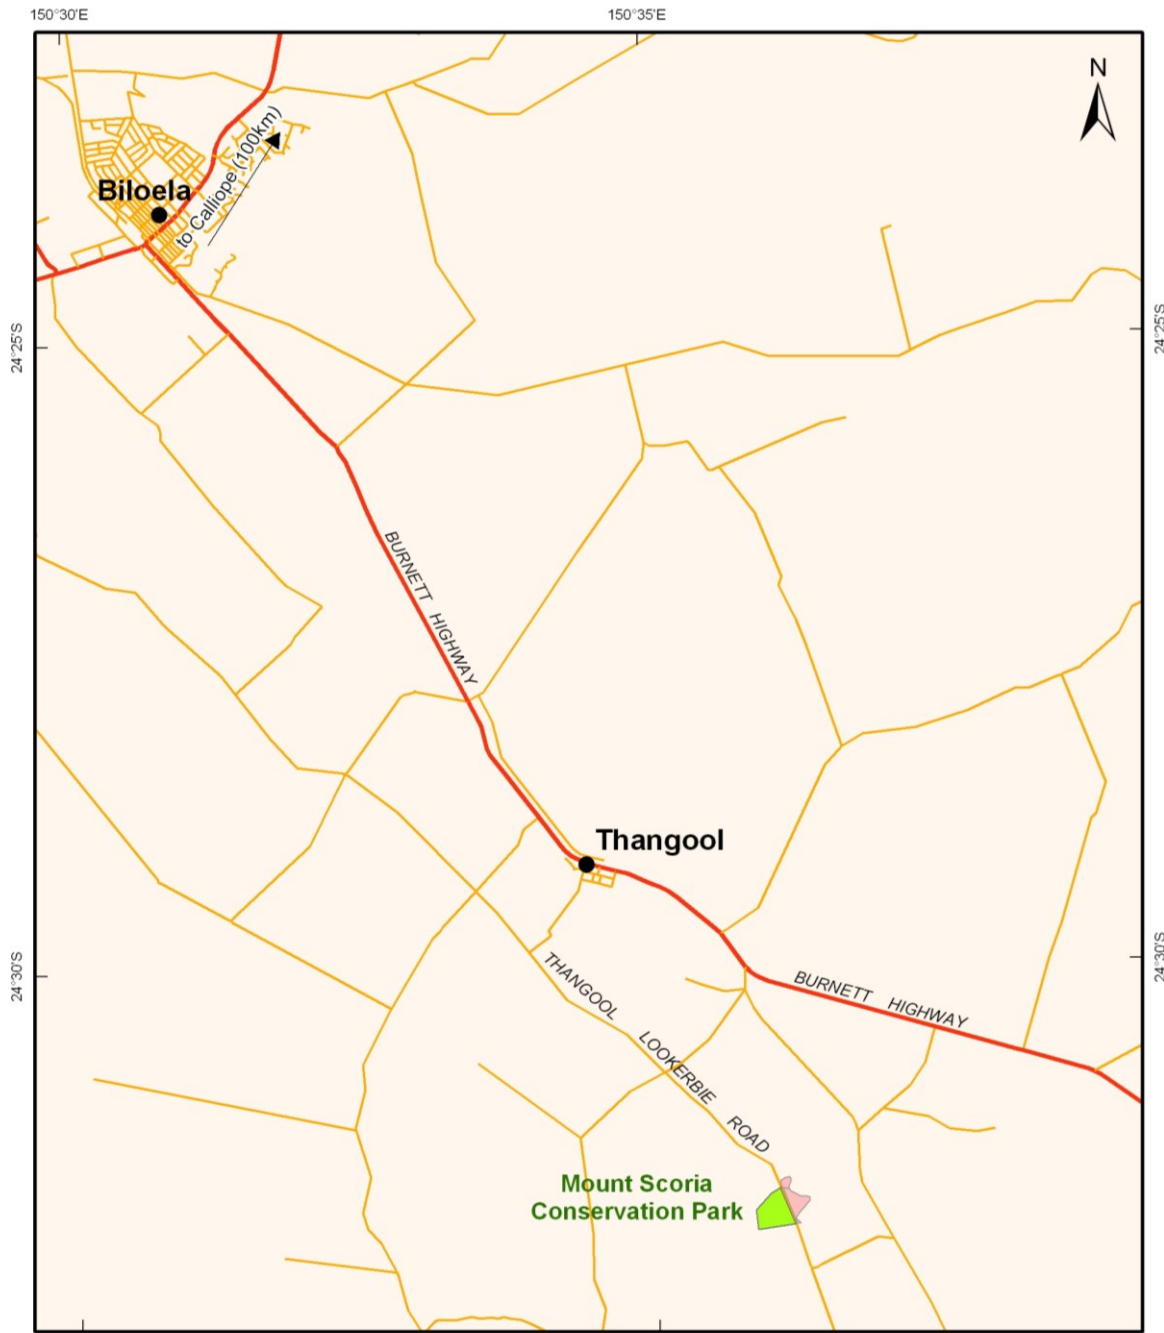 150°30'E
150°35'E
N
to Calliope (100km)
Biloela
24°25'S
24°25'S
BURNETT HIGHWAY
Thangool
24°30'S
24°30'S
THANGOOL LOOKERBIE ROAD
BURNETT HIGHWAY
Mount Scoria
Conservation Park